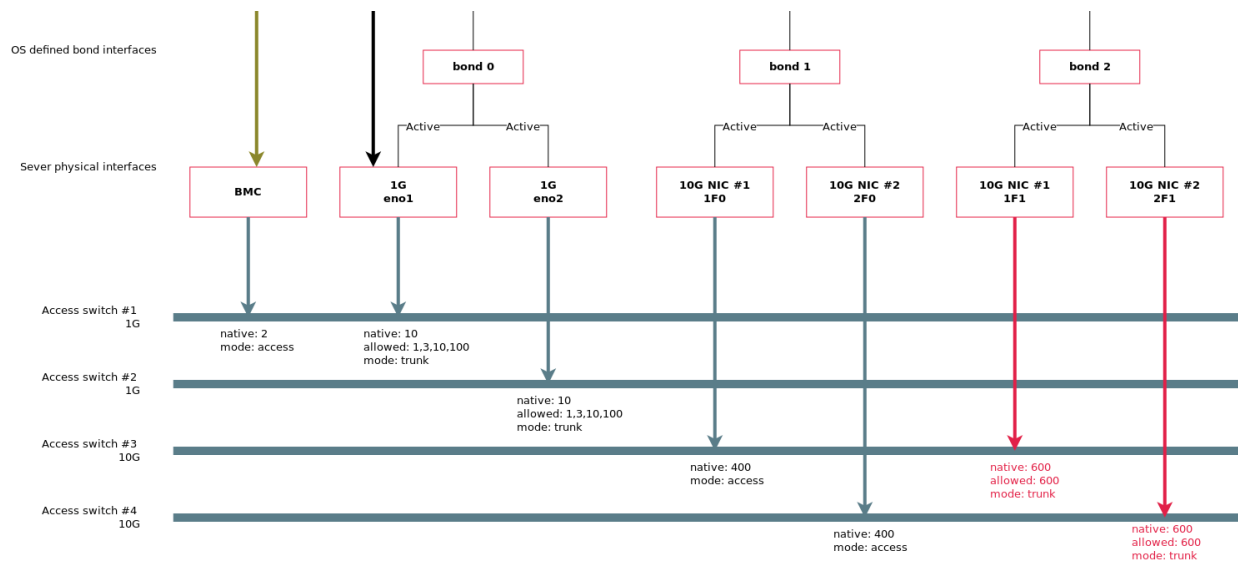 OS defined bond interfaces
bond 0
bond 1
bond 2
Active
Active
Active
Active
Active
Active
Sever physical interfaces
BMC
1G
eno1
1G
eno2
10G NIC #1
1F0
10G NIC #2
2F0
10G NIC #1
1F1
10G NIC #2
2F1
Access switch #1
1G
native: 2
mode: access
native: 10
allowed: 1,3,10,100
mode: trunk
Access switch #2
1G
native: 10
allowed: 1,3,10,100
mode: trunk
Access switch #3
10G
native: 400
mode: access
native: 600
allowed: 600
mode: trunk
Access switch #4
10G
native: 400
mode: access
native: 600
allowed: 600
mode: trunk